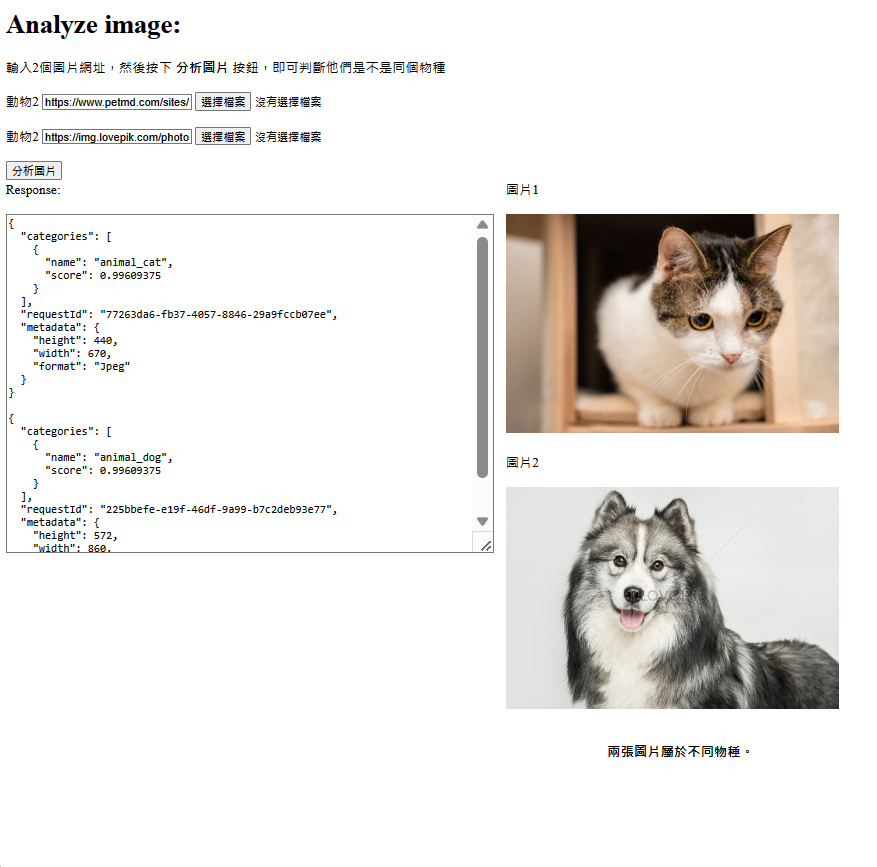 Analyze image:
輸入2個圖片網址，然後按下 分析圖片 按鈕，即可判斷他們是不是同個物種
動物2 https://www.petmd.com/sites/ 選擇檔案 沒有選擇檔案
動物2 https://img.lovepik.com/photo 選擇檔案 沒有選擇檔案
分析圖片
Response:
{
  "categories": [
    {
      "name": "animal_cat",
      "score": 0.99609375
    }
  ],
  "requestId": "77263da6-fb37-4057-8846-29a9fccb07ee",
  "metadata": {
    "height": 440,
    "width": 670,
    "format": "Jpeg"
  }
}
{
  "categories": [
    {
      "name": "animal_dog",
      "score": 0.99609375
    }
  ],
  "requestId": "225bbefe-e19f-46df-9a99-b7c2deb93e77",
  "metadata": {
    "height": 572,
    "width": 860,
圖片1
圖片2
兩張圖片屬於不同物種。